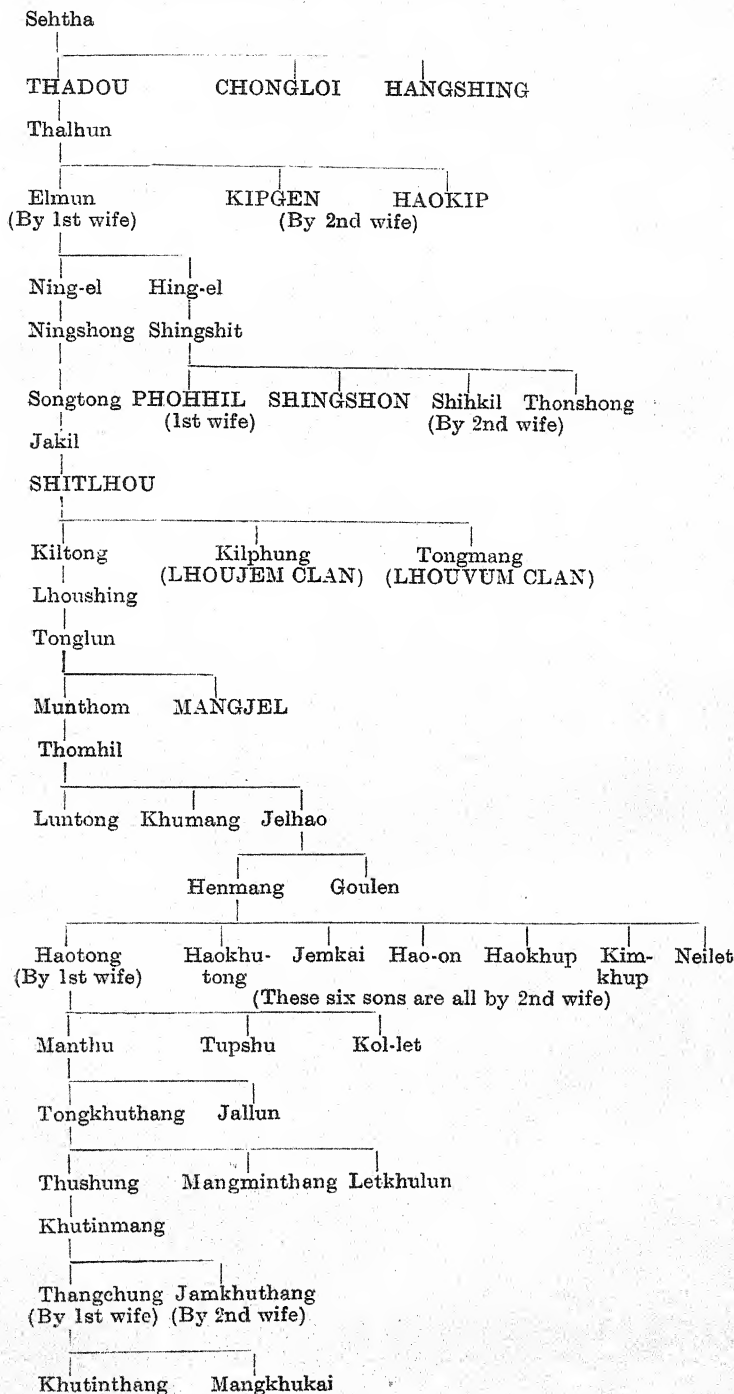 Sehtha
THADOU CHONGLOI HANGSHING
Thalhun
Elmun KIPGEN HAOKIP
(By 1st wife) (By 2nd wife)
Ning-el Hing-el
Ningshong Shingshit
Songtong PHOHHIL SHINGSHON Shihkil Thonshong
(1st wife) (By 2nd wife)
Jakil
SHITLHOU
Kiltong Kilphung Tongmang
(LHOUJEM CLAN) (LHOUVUM CLAN)
Lhoushing
Tonglun
Munthom MANGJEL
Thomhil
Luntong Khumang Jelhao
Henmang Goulen
Haotong Haokhu- Jemkai Hao-on Haokhup Kim- Neilet
(By 1st wife) tong khup
(These six sons are all by 2nd wife)
Manthu Tupshu Kol-let
Tongkhuthang Jallun
Thushung Mangminthang Letkhulun
Khutinmang
Thangchung Jamkhuthang
(By 1st wife) (By 2nd wife)
Khutinthang Mangkhukai